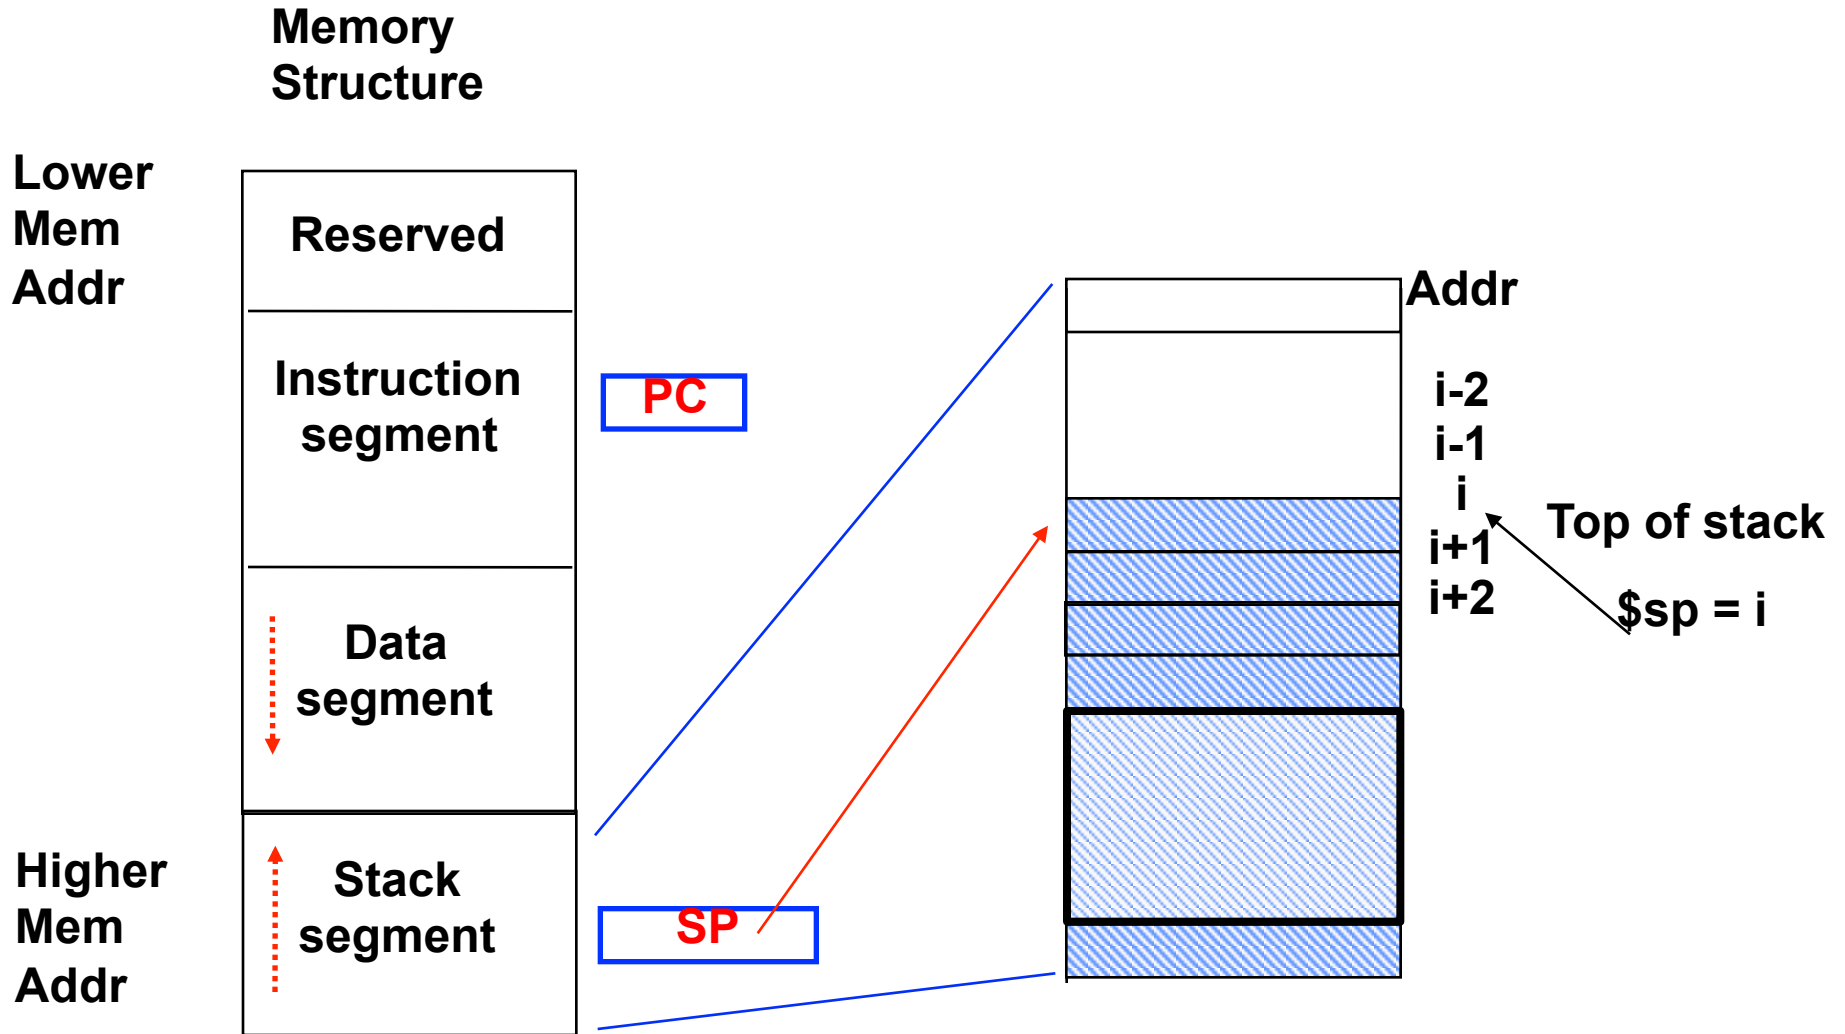 Memory
Structure
Lower
Mem
Addr
Reserved
Instruction
segment
PC
Data
segment
Higher
Mem
Addr
Stack
segment
SP
Addr
i-2
i-1
i
i+1
i+2
Top of stack
$sp = i